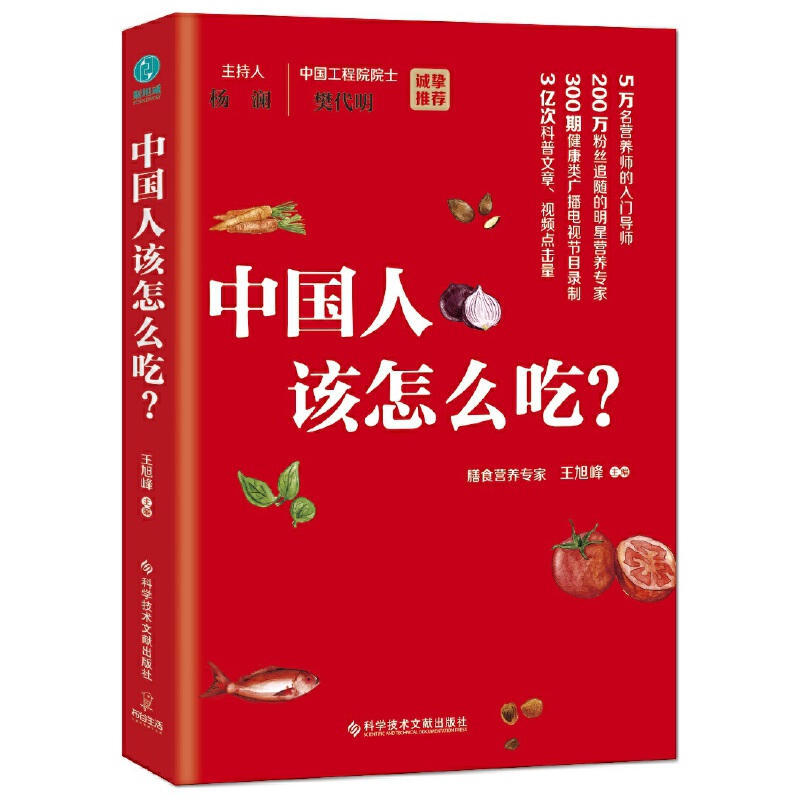 主持人
杨澜
中国工程院院士
樊代明
诚挚
推荐
5万名营养师的入门导师
200万粉丝追随的明星营养专家
300期健康类广播电视节目录制
3亿次科普文章、视频点击量
中国人
该怎么吃?
膳食营养专家 王旭峰 主编
科学技术文献出版社
SCIENTIFIC AND TECHNICAL DOCUMENTATION PRESS
中国人该怎么吃?
王旭峰 主编
科学技术文献出版社